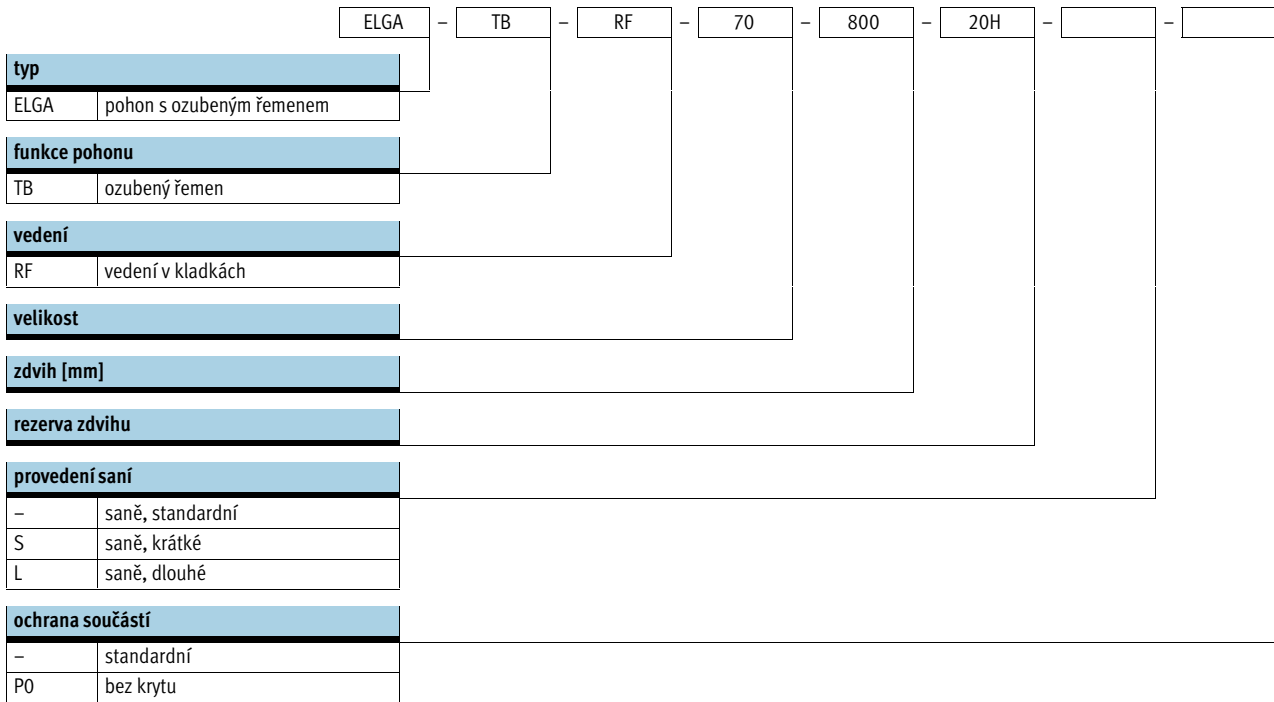 ELGA – TB – RF – 70 – 800 – 20H – –
typ
ELGA pohon s ozubeným řemenem
funkce pohonu
TB ozubený řemen
vedení
RF vedení v kladkách
velikost
zdvih [mm]
rezerva zdvihu
provedení saní
– saně, standardní
S saně, krátké
L saně, dlouhé
ochrana součástí
– standardní
P0 bez krytu